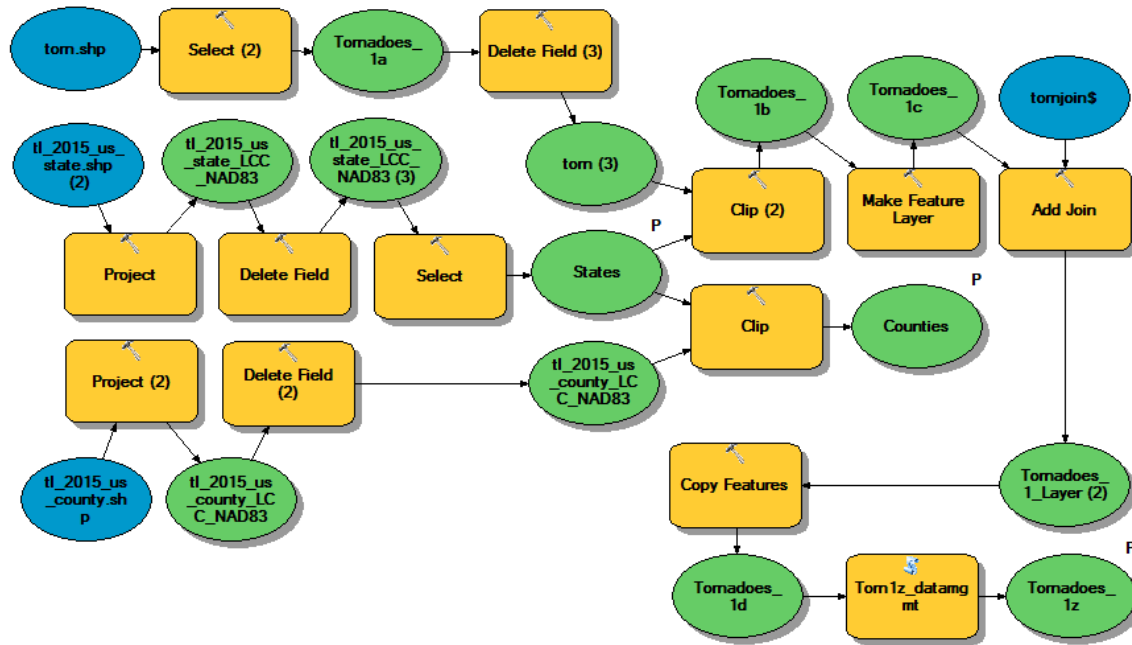 torn.shp
Select (2)
Tornadoes_
1a
Delete Field (3)
Tornadoes_
1b
Tornadoes_
1c
tornjoin$
tl_2015_us_
state.shp
(2)
tl_2015_us
_state_LCC
_NAD83
tl_2015_us
_state_LCC_
NAD83 (3)
torn (3)
Clip (2)
Make Feature
Layer
Add Join
P
Project
Delete Field
Select
States
Clip
P
Counties
Project (2)
Delete Field
(2)
tl_2015_us
_county_LC
C_NAD83
tl_2015_us
_county.sh
p
tl_2015_us
_county_LC
C_NAD83
Copy Features
Tornadoes_
1_Layer (2)
P
Tornadoes_
1d
Torn1z_datamg
mt
Tornadoes_
1z